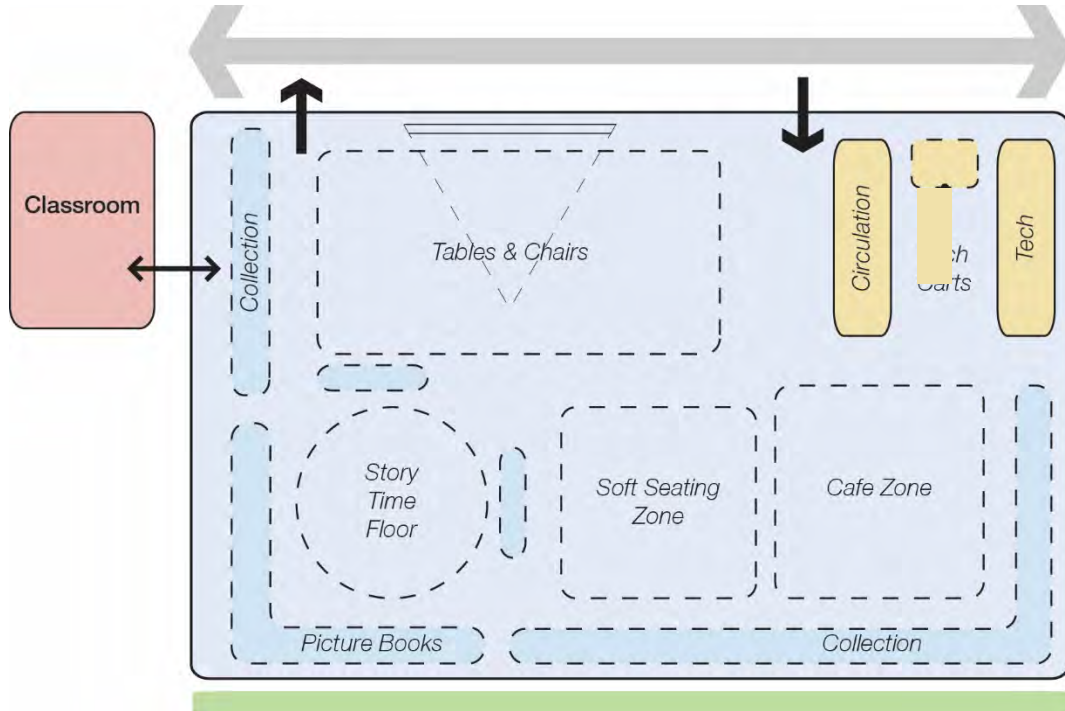 Classroom
Collection
Tables & Chairs
Circulation
Tech
Story
Time
Floor
Soft Seating
Zone
Cafe Zone
Picture Books
Collection